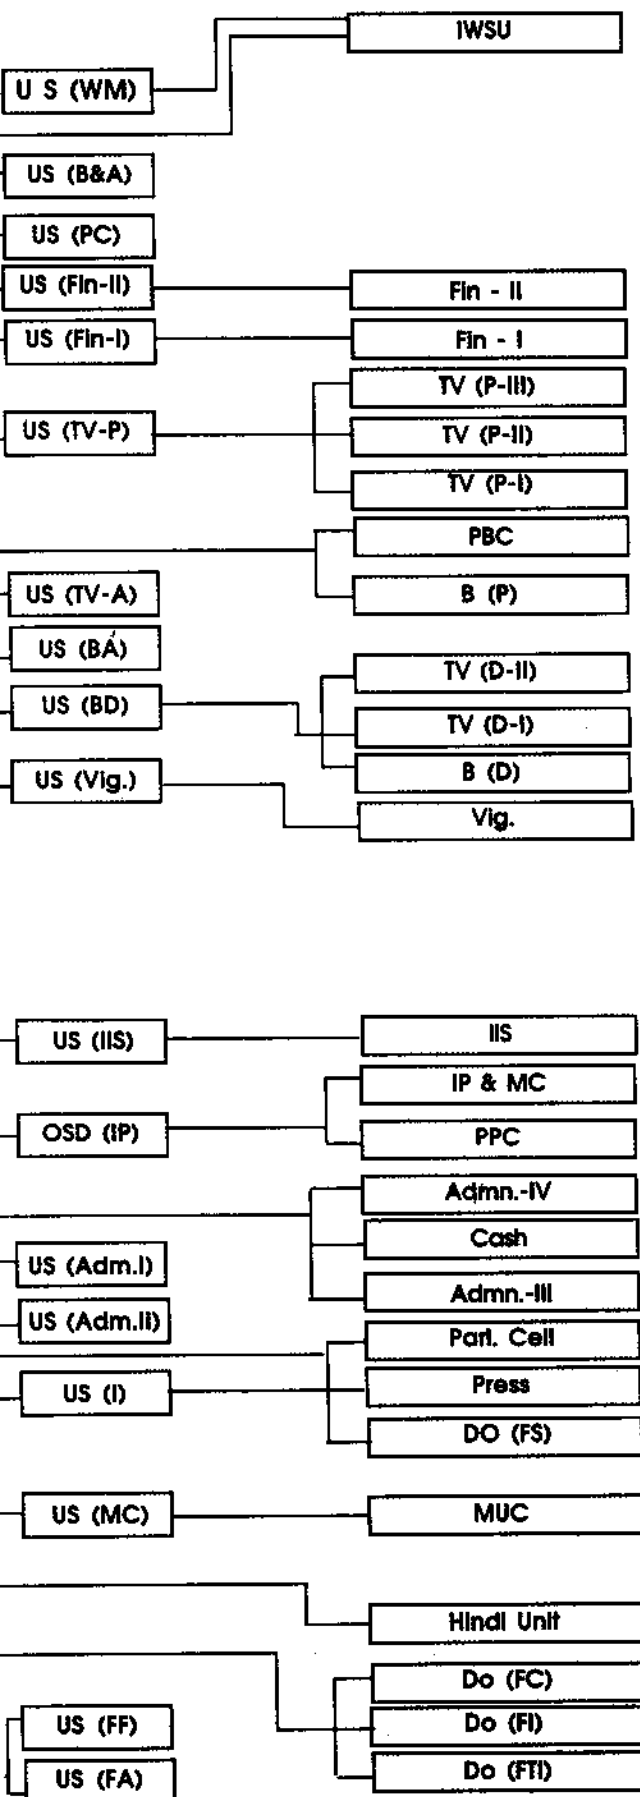 IWSU
U S (WM)
US (B&A)
US (PC)
US (Fin-II)
Fin - II
US (Fin-I)
Fin - I
TV (P-III)
US (TV-P)
TV (P-II)
TV (P-I)
PBC
US (TV-A)
B (P)
US (BA)
TV (D-II)
US (BD)
TV (D-I)
B (D)
US (Vig.)
Vig.
US (IIS)
IIS
IP & MC
OSD (IP)
PPC
Admn.-IV
Cash
US (Adm.I)
Admn.-III
US (Adm.II)
Parl. Cell
US (I)
Press
DO (FS)
US (MC)
MUC
Hindi Unit
Do (FC)
US (FF)
Do (FI)
US (FA)
Do (FTI)